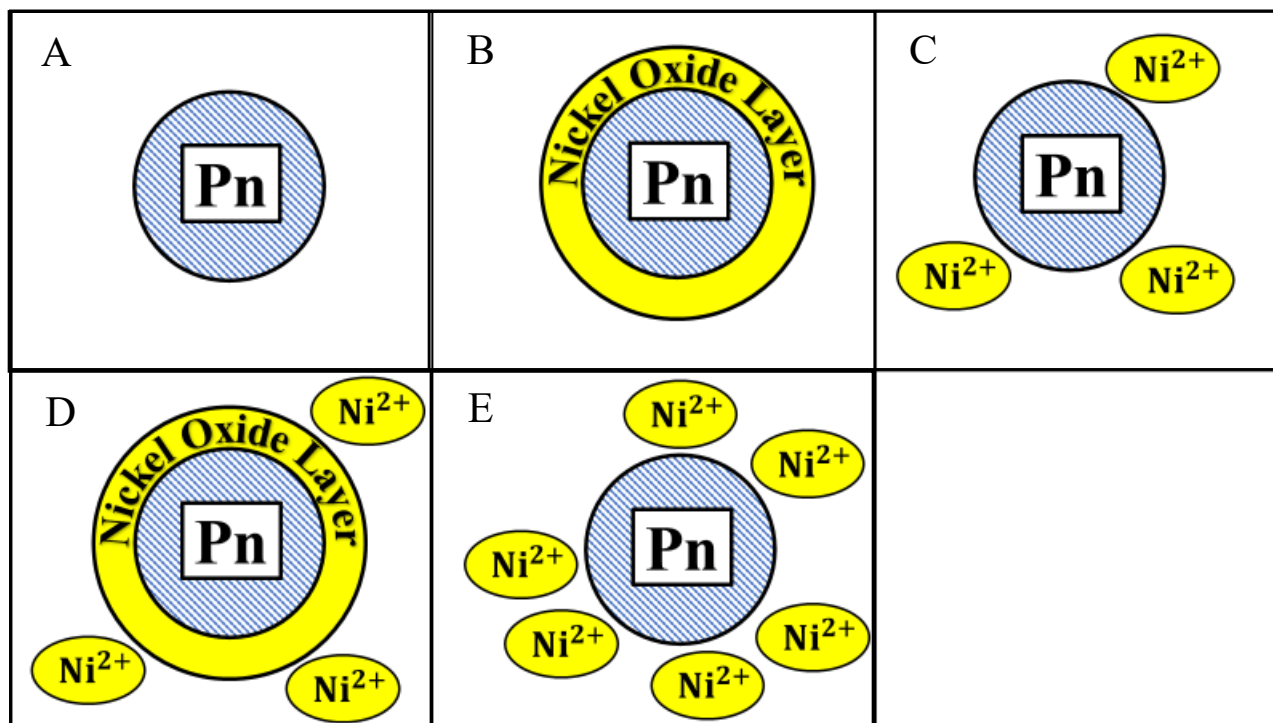 A
Pn
B
Nickel Oxide Layer
Pn
C
Ni²⁺
Pn
Ni²⁺
Ni²⁺
D
Ni²⁺
Nickel Oxide Layer
Pn
Ni²⁺
Ni²⁺
E
Ni²⁺
Ni²⁺
Pn
Ni²⁺
Ni²⁺
Ni²⁺
Ni²⁺